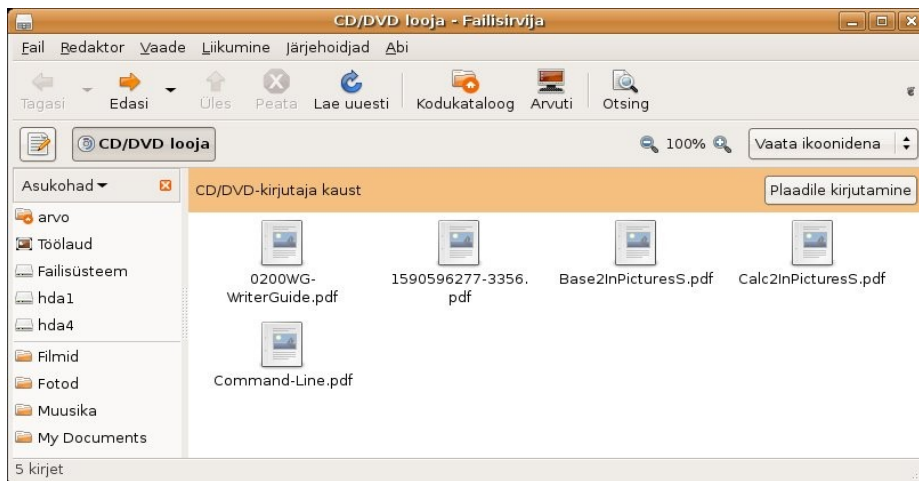 CD/DVD looja - Failisirvija
Fail Redaktor Vaade Liikumine Järjehoidjad Abi
Tagasi Edasi Üles Peata Lae uuesti Kodukataloog Arvuti Otsing
CD/DVD looja 100% Vaata ikoonidena
Asukohad
arvo
Töölaud
Failisüsteem
hda1
hda4
Filmid
Fotod
Muusika
My Documents
CD/DVD-kirjutaja kaust Plaadile kirjutamine
0200WG-
WriterGuide.pdf
1590596277-3356.
pdf
Base2InPicturesS.pdf
Calc2InPicturesS.pdf
Command-Line.pdf
5 kirjet